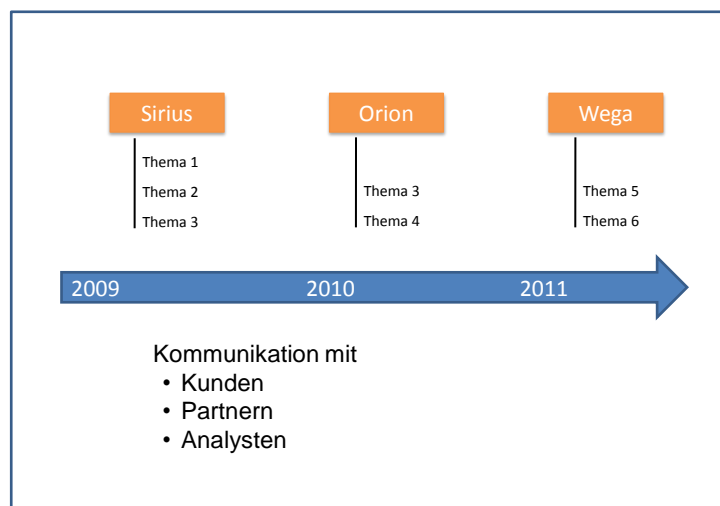 Sirius
Orion
Wega
Thema 1
Thema 2
Thema 3
Thema 3
Thema 4
Thema 5
Thema 6
2009
2010
2011
Kommunikation mit
• Kunden
• Partnern
• Analysten